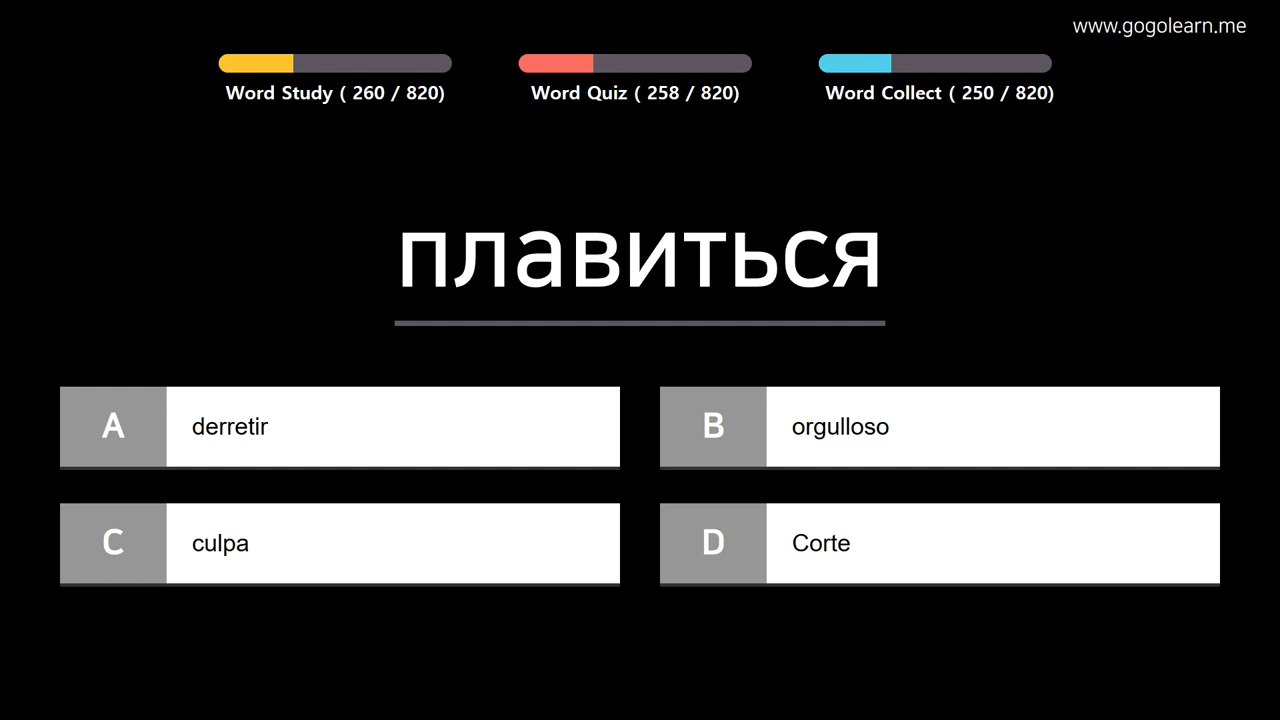 www.gogolearn.me
Word Study ( 260 / 820)
Word Quiz ( 258 / 820)
Word Collect ( 250 / 820)
плавиться
A derretir
B orgulloso
C culpa
D Corte